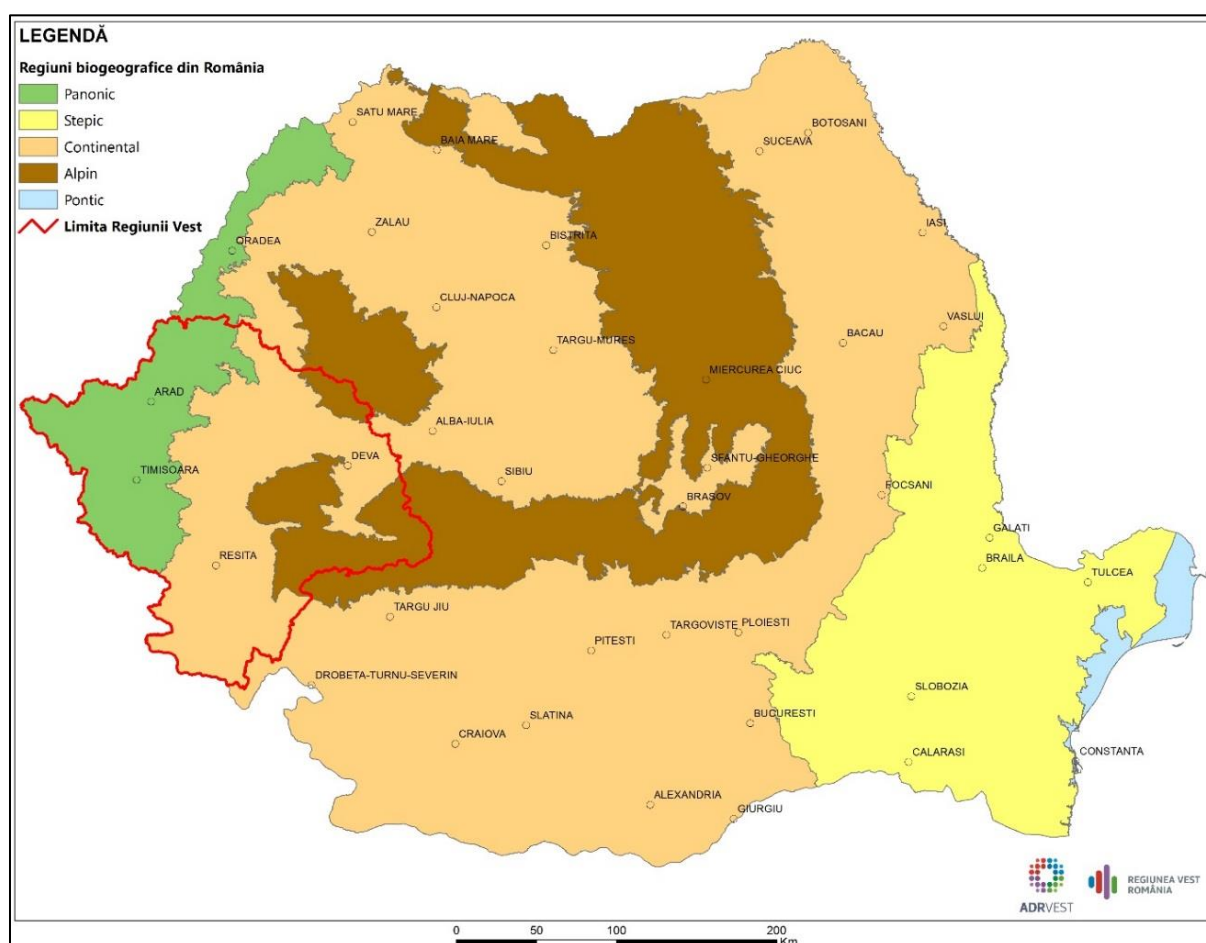 LEGENDĂ
Regiuni biogeografice din România
Panonic
Stepic
Continental
Alpin
Pontic
Limita Regiunii Vest
SATU MARE
BAIA MARE
BOTOSANI
SUCEAVA
ORADEA
ZALAU
BISTRITA
IASI
CLUJ-NAPOCA
VASLUI
TARGU-MURES
BACAU
MIERCUREA CIUC
ARAD
ALBA-IULIA
DEVA
SFANTU-GHEORGHE
TIMISOARA
SIBIU
BRASOV
FOCSANI
GALATI
RESITA
BRAILA
TULCEA
TARGU JIU
TARGOVISTE
PLOIESTI
PITESTI
DROBETA-TURNU-SEVERIN
SLOBOZIA
SLATINA
BUCURESTI
CRAIOVA
CONSTANTA
CALARASI
ALEXANDRIA
GIURGIU
ADRVEST
REGIUNEA VEST
ROMÂNIA
0 50 100 200
Km